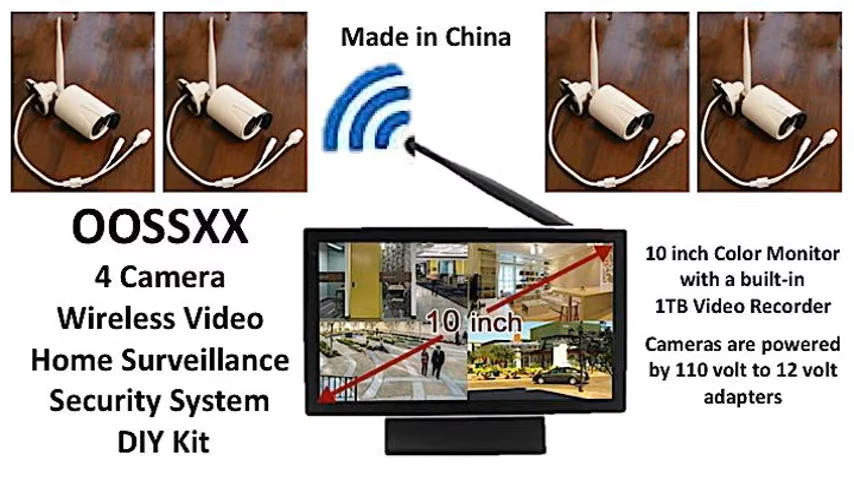 Made in China
OOSSXX
4 Camera
Wireless Video
Home Surveillance
Security System
DIY Kit
10 inch
10 inch Color Monitor
with a built-in
1TB Video Recorder
Cameras are powered
by 110 volt to 12 volt
adapters